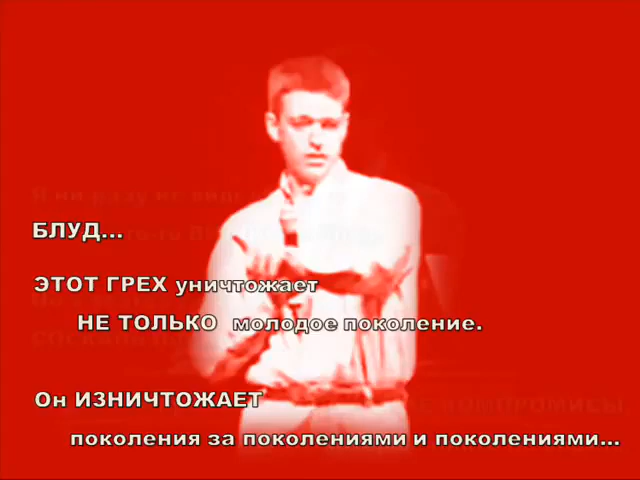 БЛУД...
ЭТОТ ГРЕХ уничтожает
НЕ ТОЛЬКО молодое поколение.
Он ИЗНИЧТОЖАЕТ
поколения за поколениями и поколениями...